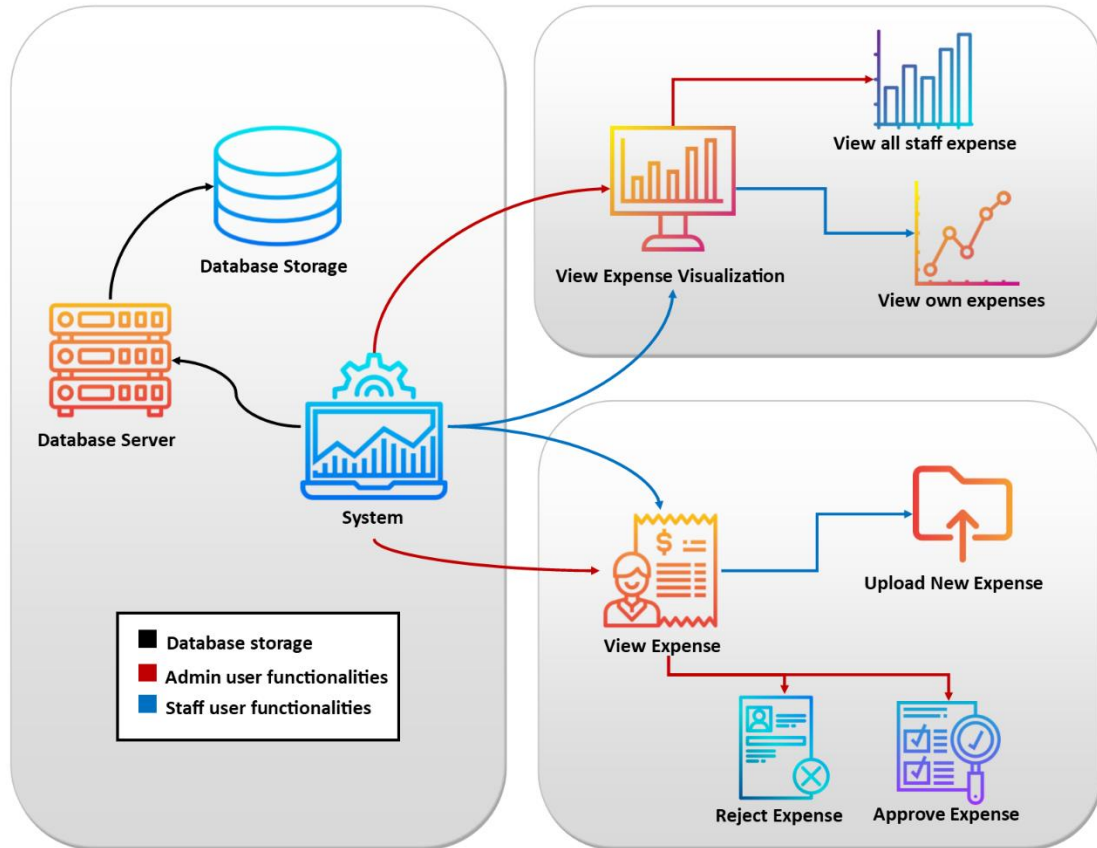 Database Storage
Database Server
System
Database storage
Admin user functionalities
Staff user functionalities
View all staff expense
View Expense Visualization
View own expenses
$
Upload New Expense
View Expense
Reject Expense
Approve Expense